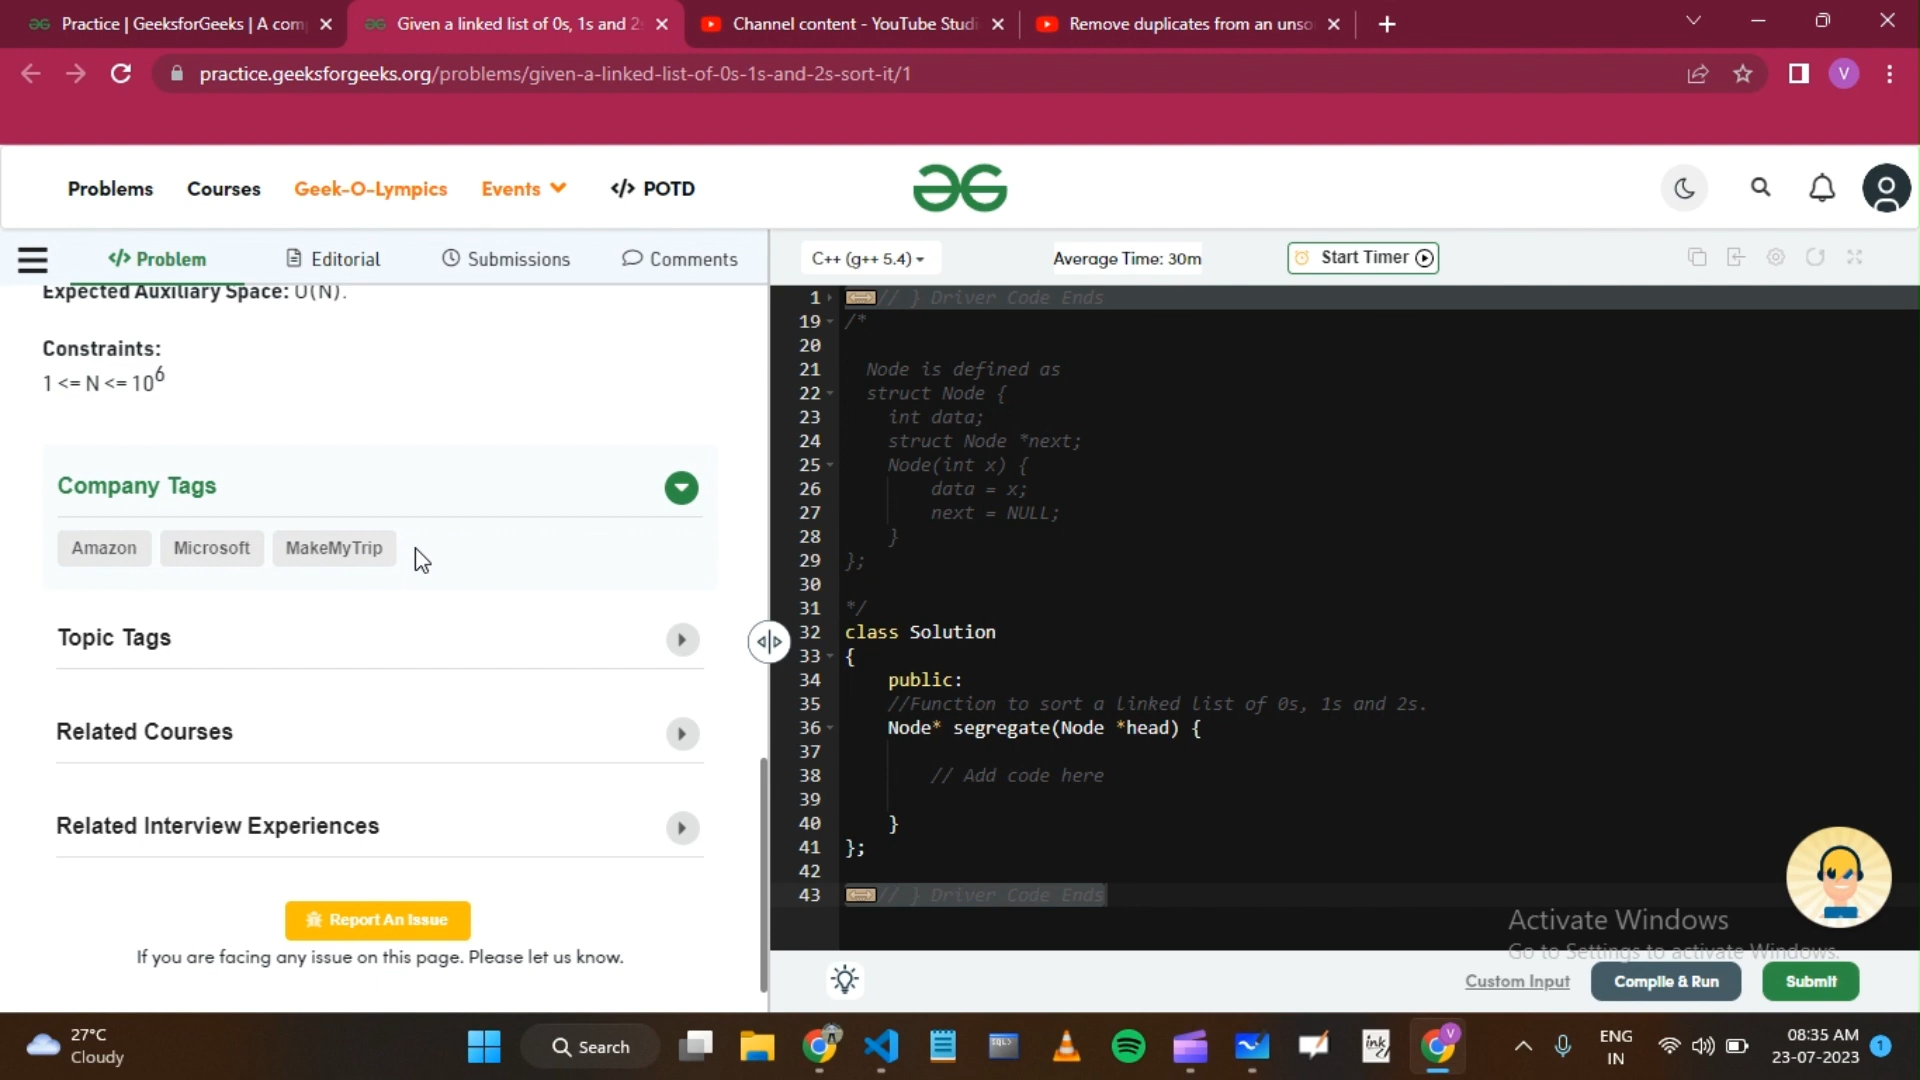 Practice | GeeksforGeeks | A com
Given a linked list of 0s, 1s and 2s
Channel content - YouTube Studi
Remove duplicates from an unso
practice.geeksforgeeks.org/problems/given-a-linked-list-of-0s-1s-and-2s-sort-it/1
V
Problems
Courses
Geek-O-Lympics
Events
</> POTD
</> Problem
Editorial
Submissions
Comments
C++ (g++ 5.4)
Average Time: 30m
Start Timer
Expected Auxiliary Space: O(N).
Constraints:
1 <= N <= 10^6
Company Tags
Amazon
Microsoft
MakeMyTrip
Topic Tags
Related Courses
Related Interview Experiences
Report An Issue
If you are facing any issue on this page. Please let us know.
1 // } Driver Code Ends
19 /*
20
21 Node is defined as
22 struct Node {
23 int data;
24 struct Node *next;
25 Node(int x) {
26 data = x;
27 next = NULL;
28 }
29 };
30
31 */
32 class Solution
33 {
34 public:
35 //Function to sort a linked list of 0s, 1s and 2s.
36 Node* segregate(Node *head) {
37
38 // Add code here
39
40 }
41 };
42
43 // } Driver Code Ends
Activate Windows
Go to Settings to activate Windows.
Custom Input
Compile & Run
Submit
27°C
Cloudy
Search
SQL>
ink
V
ENG
IN
08:35 AM
23-07-2023
1